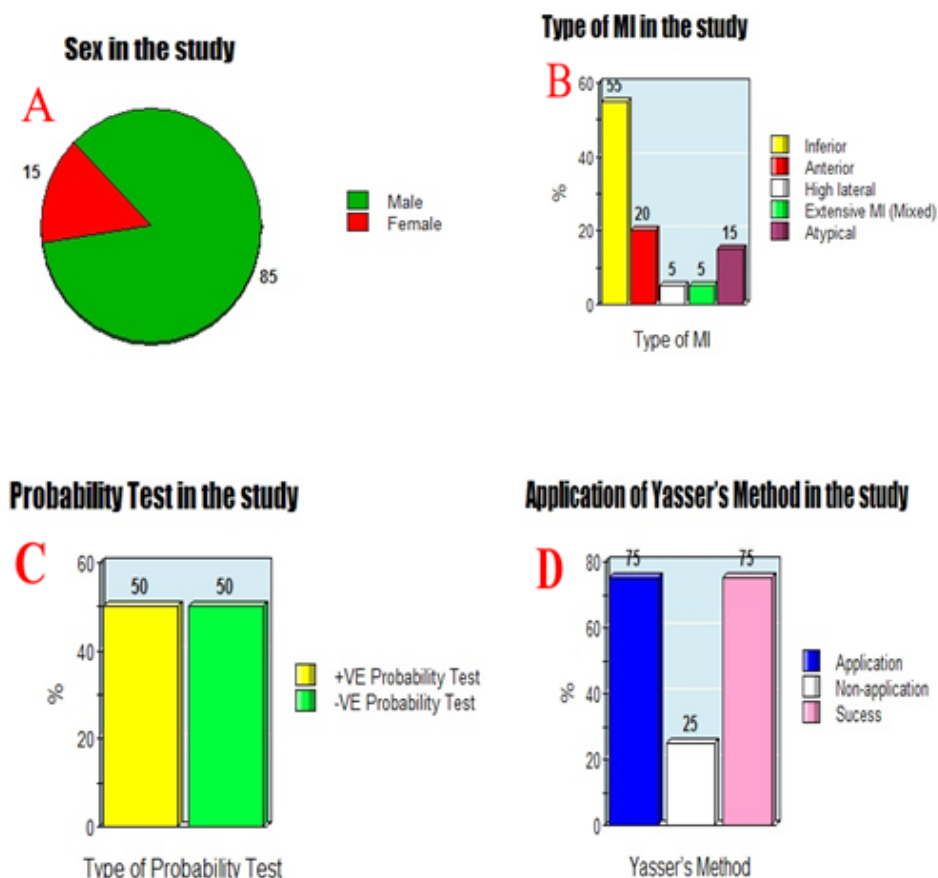 Sex in the study
A
15
85
Male
Female
Type of MI in the study
B
60
40
20
0
%
55
20
5
5
15
Inferior
Anterior
High lateral
Extensive MI (Mixed)
Atypical
Type of MI
Probability Test in the study
C
60
40
20
0
%
50
50
+VE Probability Test
-VE Probability Test
Type of Probability Test
Application of Yasser's Method in the study
D
80
60
40
20
0
%
75
25
75
Application
Non-application
Sucess
Yasser's Method